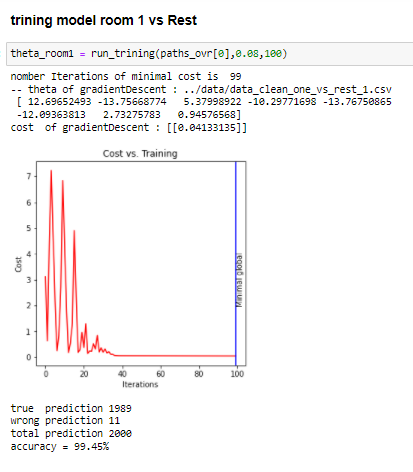 trining model room 1 vs Rest
theta_room1 = run_trining(paths_ovr[0],0.08,100)
nomber Iterations of minimal cost is  99
-- theta of gradientDescent : ../data/data_clean_one_vs_rest_1.csv
[ 12.69652493 -13.75668774   5.37998922 -10.29771698 -13.76750865
-12.09363813   2.73275783   0.94576568]
cost  of gradientDescent : [[0.04133135]]
Cost vs. Training
7
6
5
4
3
2
1
0
Cost
Minimal global
0 20 40 60 80 100
Iterations
true  prediction 1989
wrong prediction 11
total prediction 2000
accuracy = 99.45%